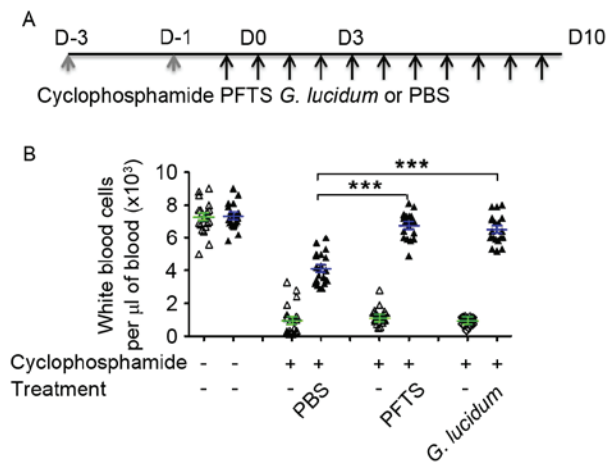 A
D-3 D-1 D0 D3 D10
Cyclophosphamide PFTS G. lucidum or PBS
B
White blood cells
per µl of blood (x10³)
10
8
6
4
2
0
***
***
Cyclophosphamide - - + + + + + +
Treatment - - - - -
PBS PFTS G. lucidum